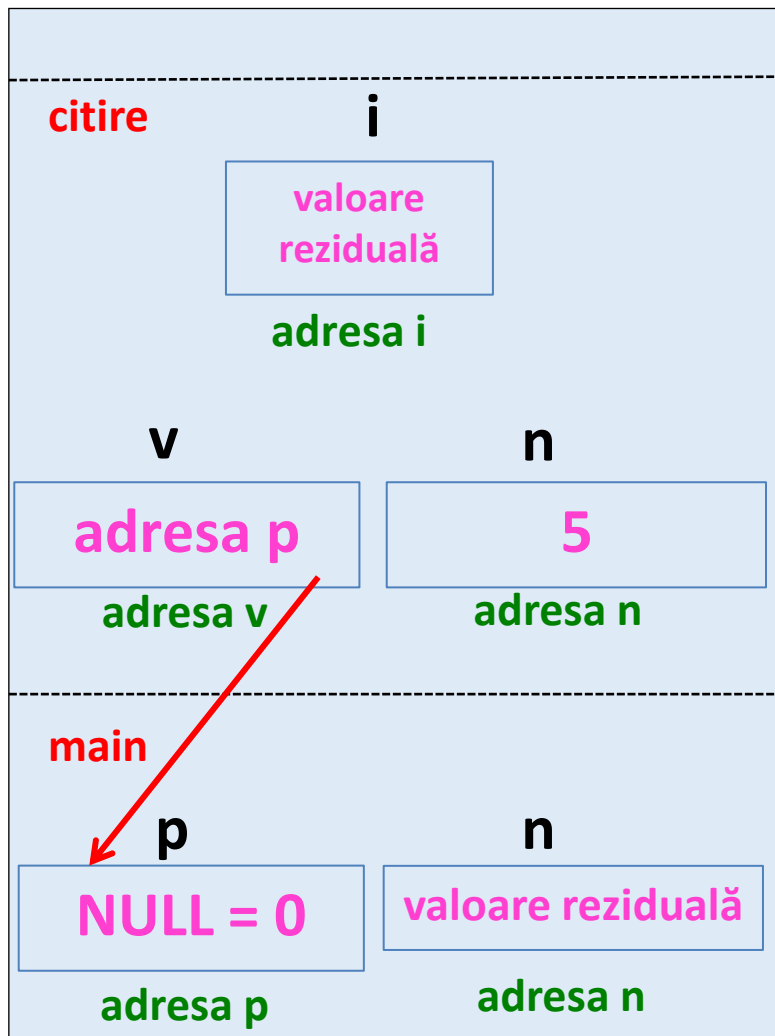 citire
i
valoare
reziduală
adresa i
v n
adresa p 5
adresa v adresa n
main
p n
NULL = 0 valoare reziduală
adresa p adresa n